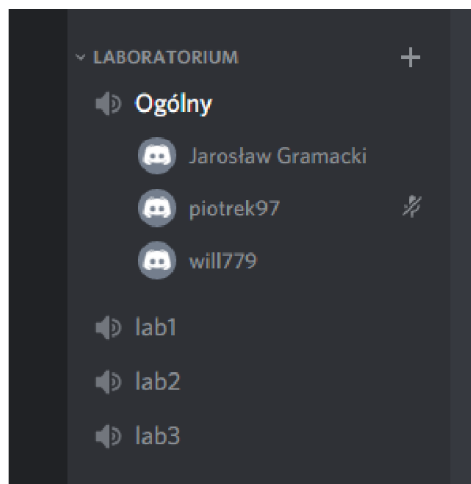 LABORATORIUM
Ogólny
Jarosław Gramacki
piotrek97
will779
lab1
lab2
lab3